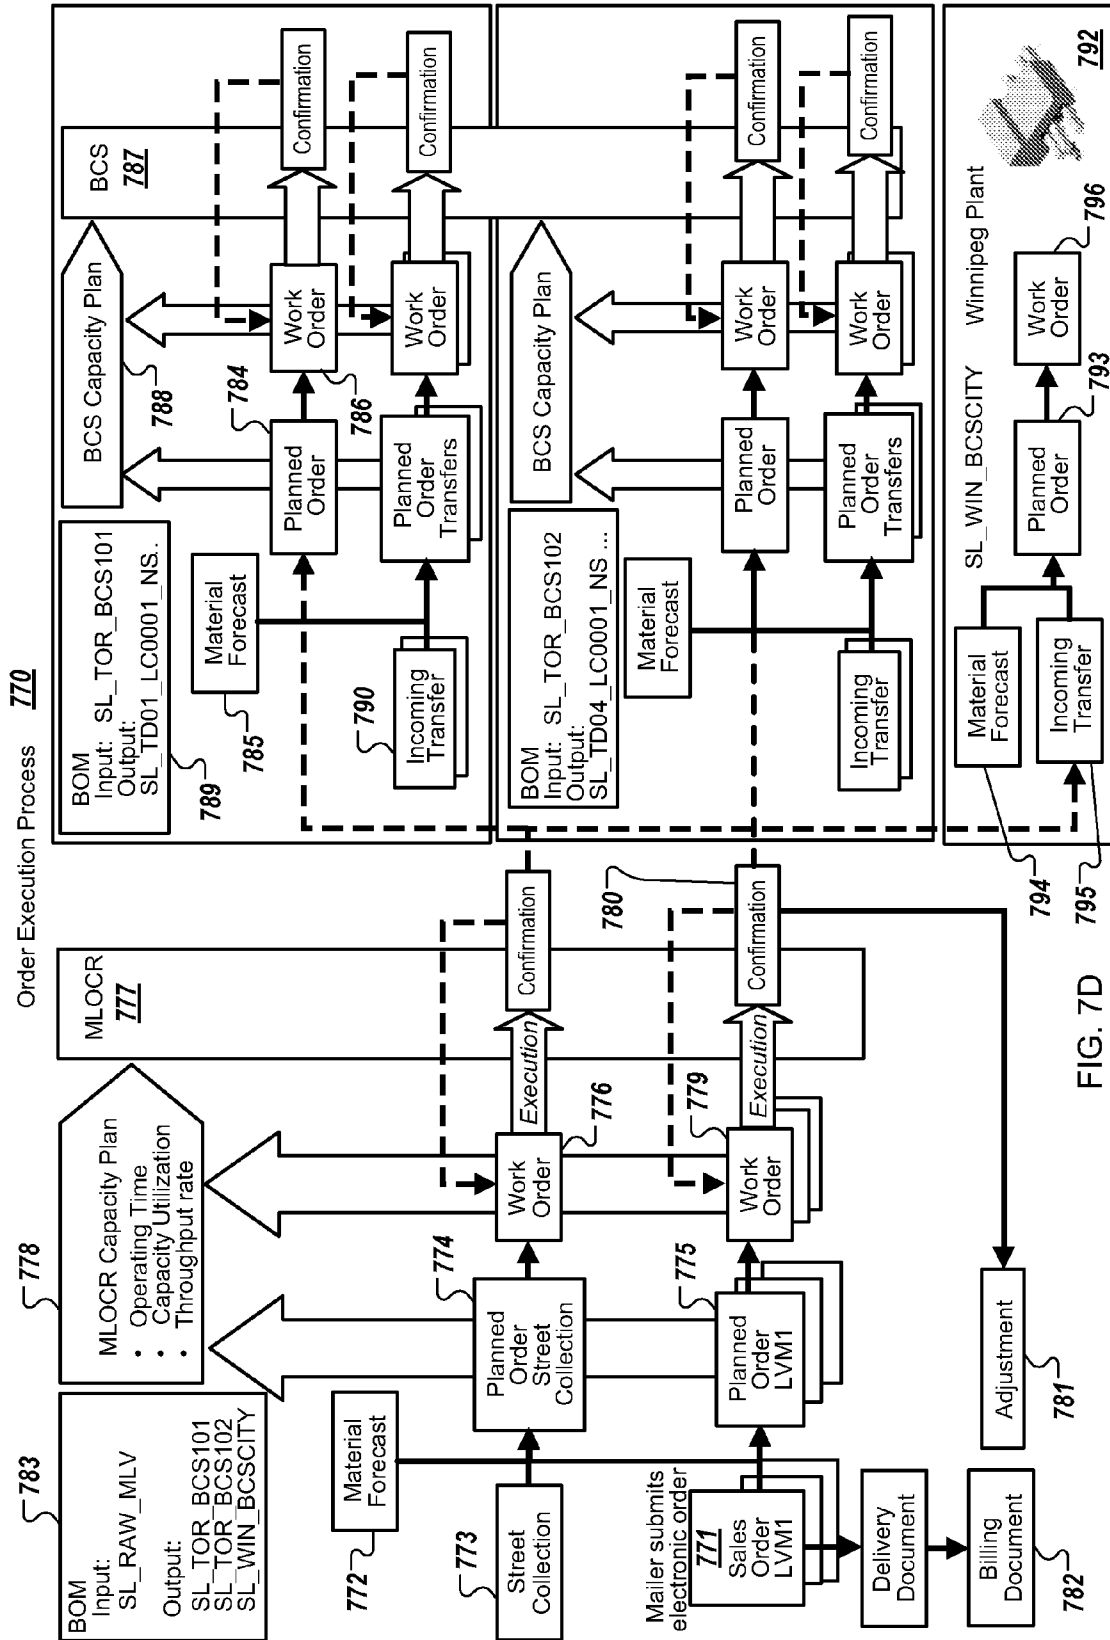 Order Execution Process
770
783
BOM
Input:
SL_RAW_MLV
Output:
SL_TOR_BCS101
SL_TOR_BCS102
SL_WIN_BCSCITY
778
MLOCR Capacity Plan
• Operating Time
Capacity Utilization
• Throughput rate
MLOCR
777
772
Material
Forecast
773
Street
Collection
774
Planned
Order
Street
Collection
776
Work
Order
Execution
Confirmation
Mailer submits
electronic order
771
Sales
Order
LVM1
775
Planned
Order
LVM1
779
Work
Order
Execution
780
Confirmation
Delivery
Document
Billing
Document
782
Adjustment
781
BOM
Input: SL_TOR_BCS101
Output:
SL_TD01_LC0001_NS..
789
BCS Capacity Plan
788
BCS
787
785
Material
Forecast
784
Planned
Order
786
Work
Order
Confirmation
790
Incoming
Transfer
Planned
Order
Transfers
Work
Order
Confirmation
BOM
Input: SL_TOR_BCS102
Output:
SL_TD04_LC0001_NS ...
BCS Capacity Plan
Material
Forecast
Planned
Order
Work
Order
Confirmation
Incoming
Transfer
Planned
Order
Transfers
Work
Order
Confirmation
SL_WIN_BCSCITY
Winnipeg Plant
792
Material
Forecast
794
Incoming
Transfer
795
Planned
Order
793
Work
Order
796
FIG. 7D